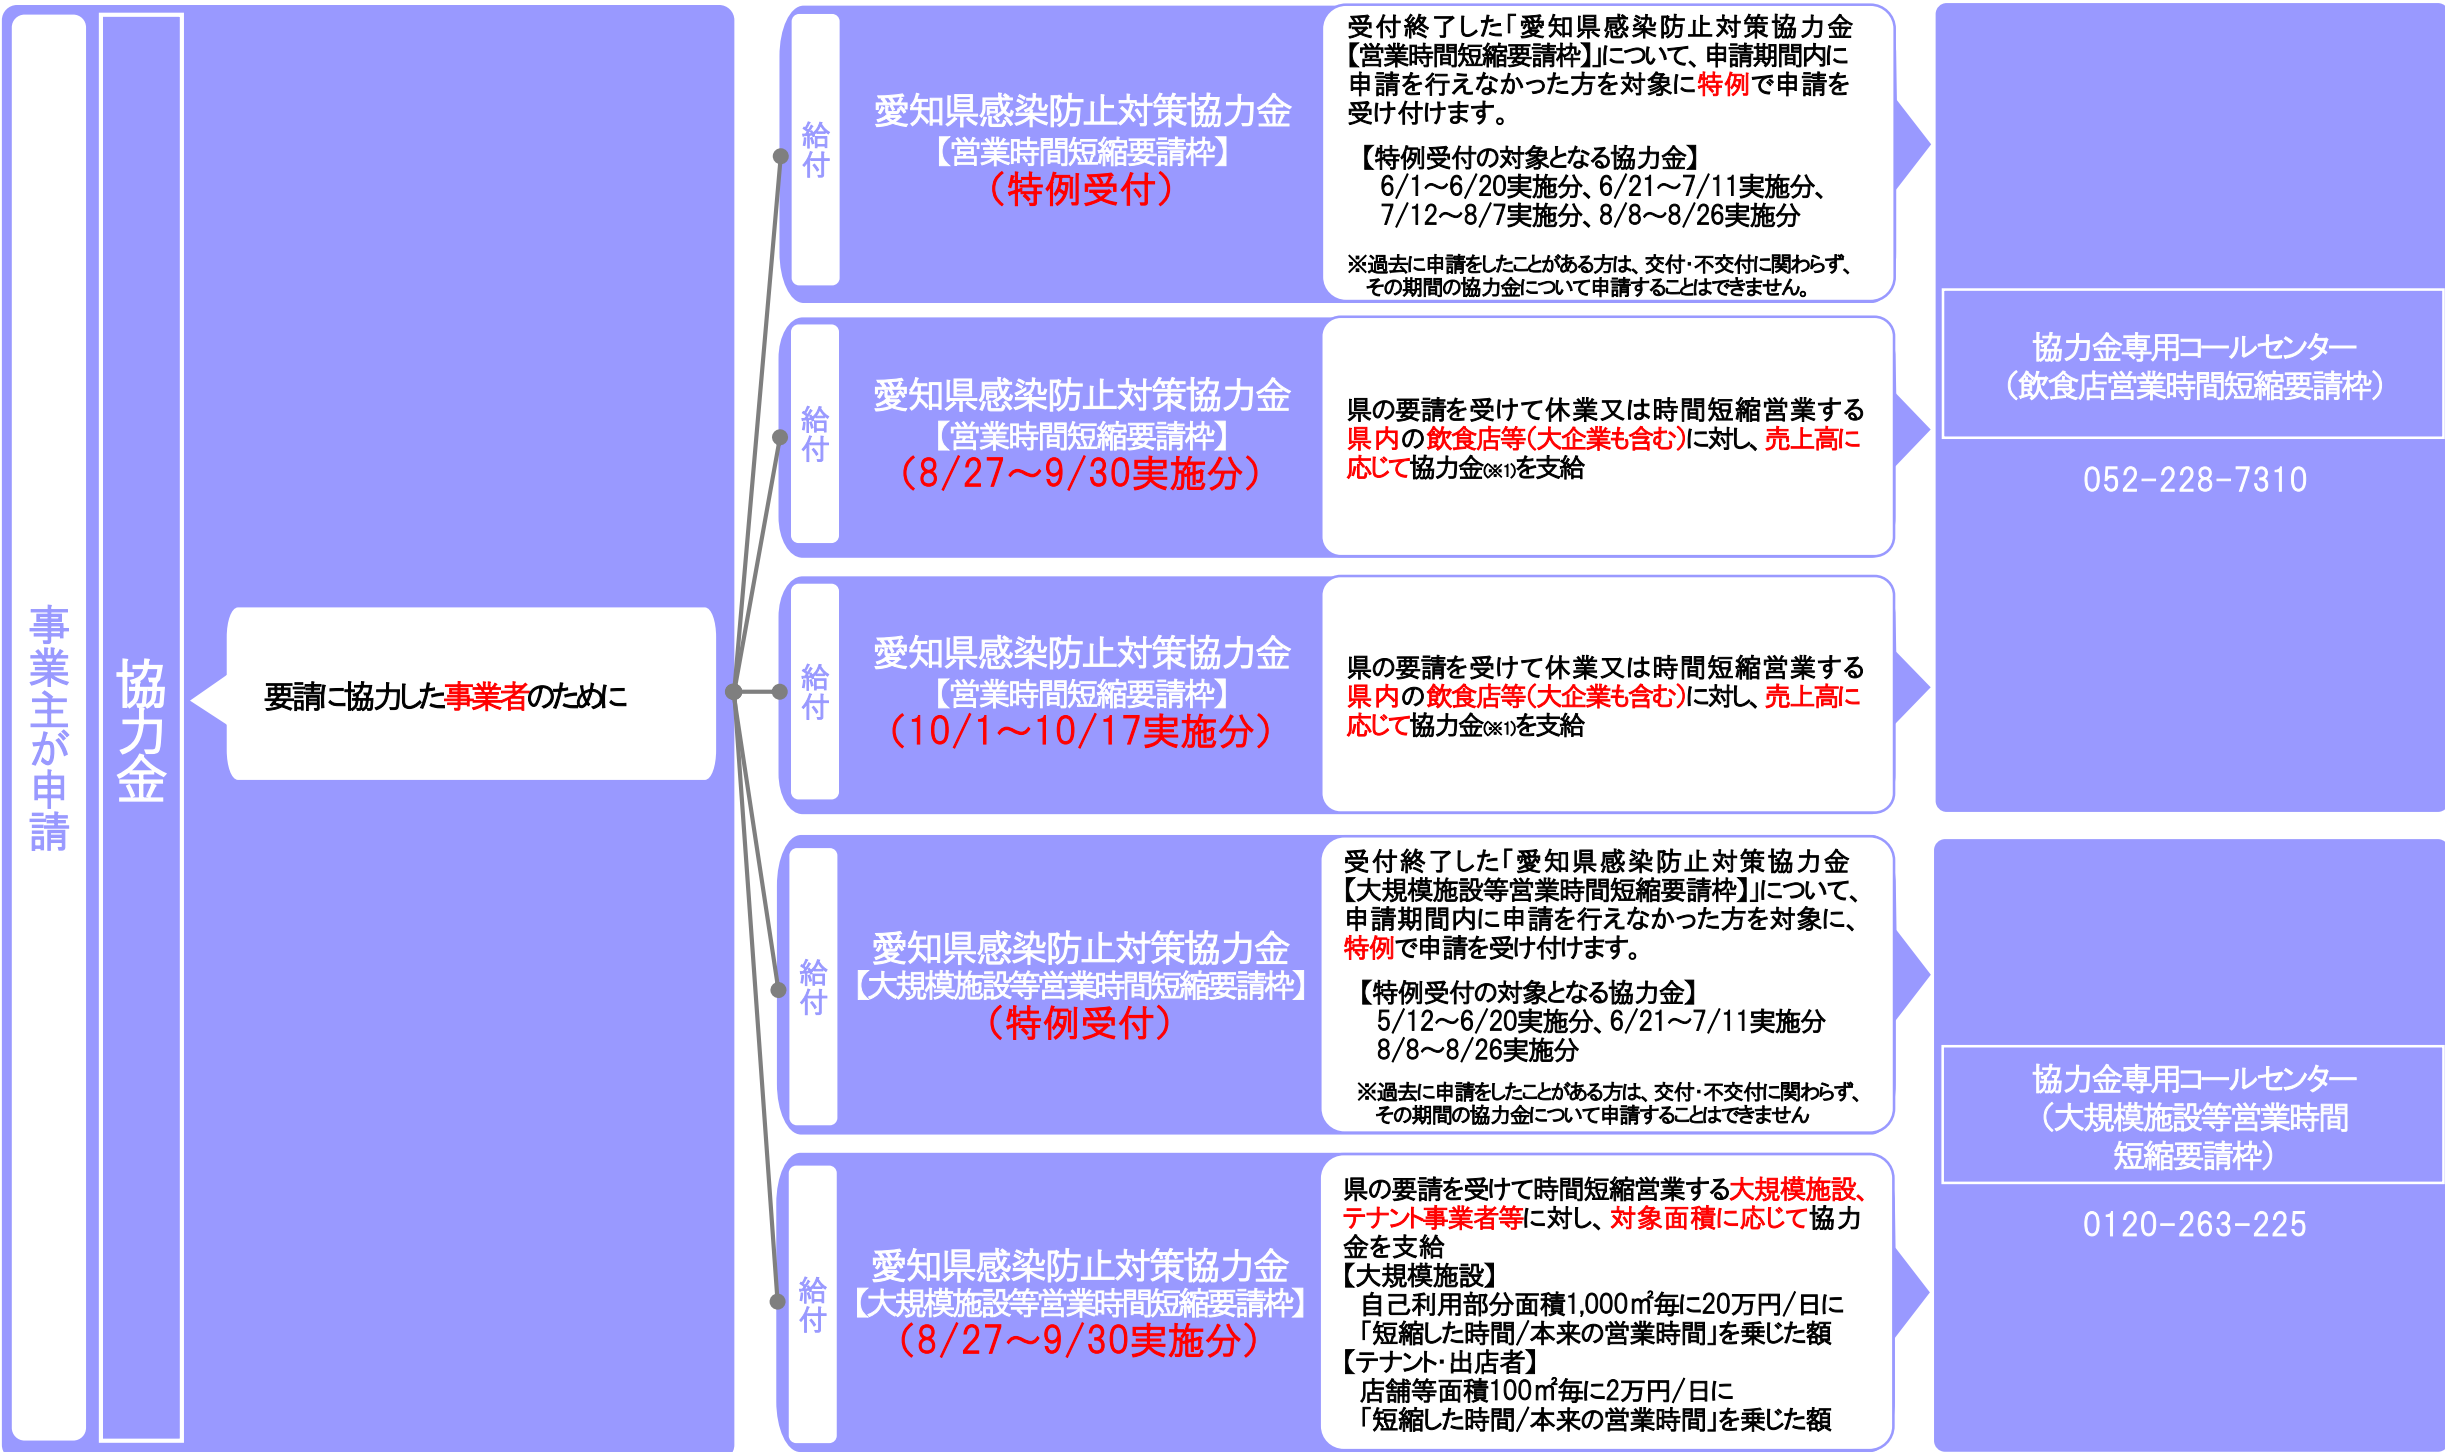 事業主が申請
協力金
要請に協力した事業者のために
給付
愛知県感染防止対策協力金
【営業時間短縮要請枠】
（特例受付）
受付終了した「愛知県感染防止対策協力金
【営業時間短縮要請枠】」について、申請期間内に
申請を行えなかった方を対象に特例で申請を
受け付けます。
【特例受付の対象となる協力金】
6/1～6/20実施分、6/21～7/11実施分、
7/12～8/7実施分、8/8～8/26実施分
※過去に申請をしたことがある方は、交付・不交付に関わらず、
その期間の協力金について申請することはできません。
給付
愛知県感染防止対策協力金
【営業時間短縮要請枠】
（8/27～9/30実施分）
県の要請を受けて休業又は時間短縮営業する
県内の飲食店等（大企業も含む）に対し、売上高に
応じて協力金(※1)を支給
給付
愛知県感染防止対策協力金
【営業時間短縮要請枠】
（10/1～10/17実施分）
県の要請を受けて休業又は時間短縮営業する
県内の飲食店等（大企業も含む）に対し、売上高に
応じて協力金(※1)を支給
協力金専用コールセンター
（飲食店営業時間短縮要請枠）
052-228-7310
給付
愛知県感染防止対策協力金
【大規模施設等営業時間短縮要請枠】
（特例受付）
受付終了した「愛知県感染防止対策協力金
【大規模施設等営業時間短縮要請枠】」について、
申請期間内に申請を行えなかった方を対象に、
特例で申請を受け付けます。
【特例受付の対象となる協力金】
5/12～6/20実施分、6/21～7/11実施分
8/8～8/26実施分
※過去に申請をしたことがある方は、交付・不交付に関わらず、
その期間の協力金について申請することはできません
給付
愛知県感染防止対策協力金
【大規模施設等営業時間短縮要請枠】
（8/27～9/30実施分）
県の要請を受けて時間短縮営業する大規模施設、
テナント事業者等に対し、対象面積に応じて協力
金を支給
【大規模施設】
自己利用部分面積1,000㎡毎に20万円/日に
「短縮した時間/本来の営業時間」を乗じた額
【テナント・出店者】
店舗等面積100㎡毎に2万円/日に
「短縮した時間/本来の営業時間」を乗じた額
協力金専用コールセンター
（大規模施設等営業時間
短縮要請枠）
0120-263-225